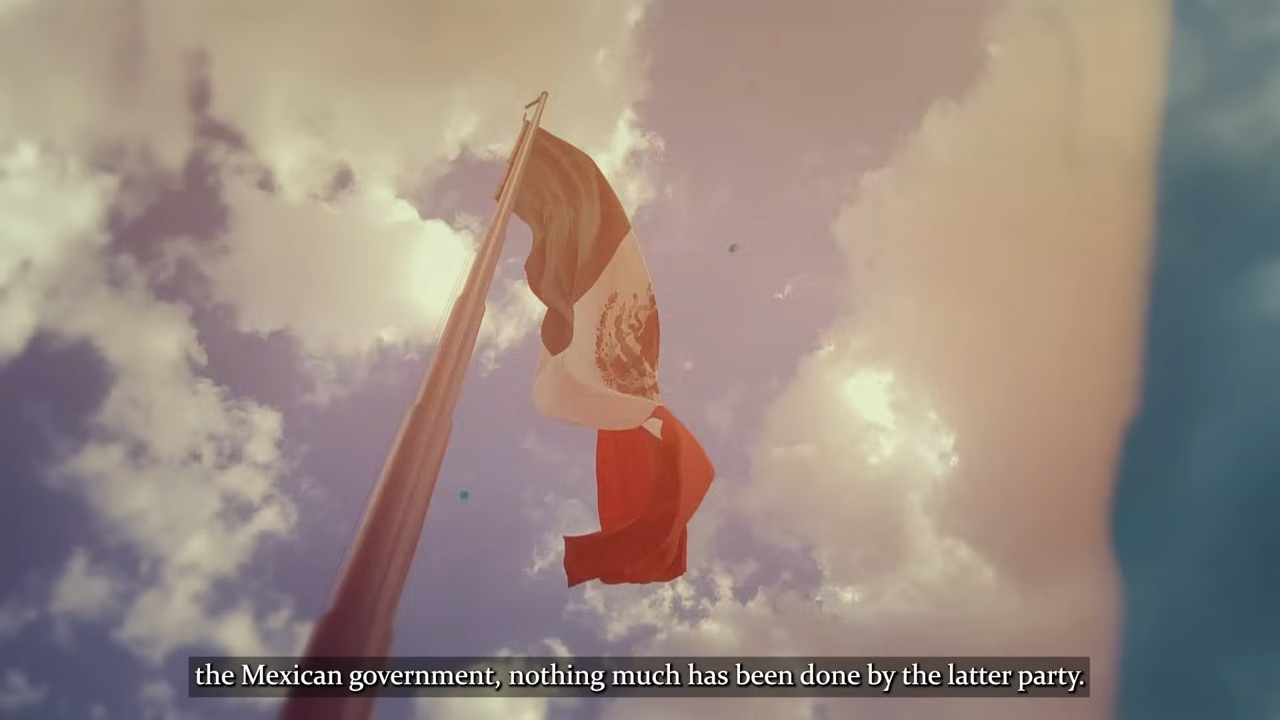 the Mexican government, nothing much has been done by the latter party.